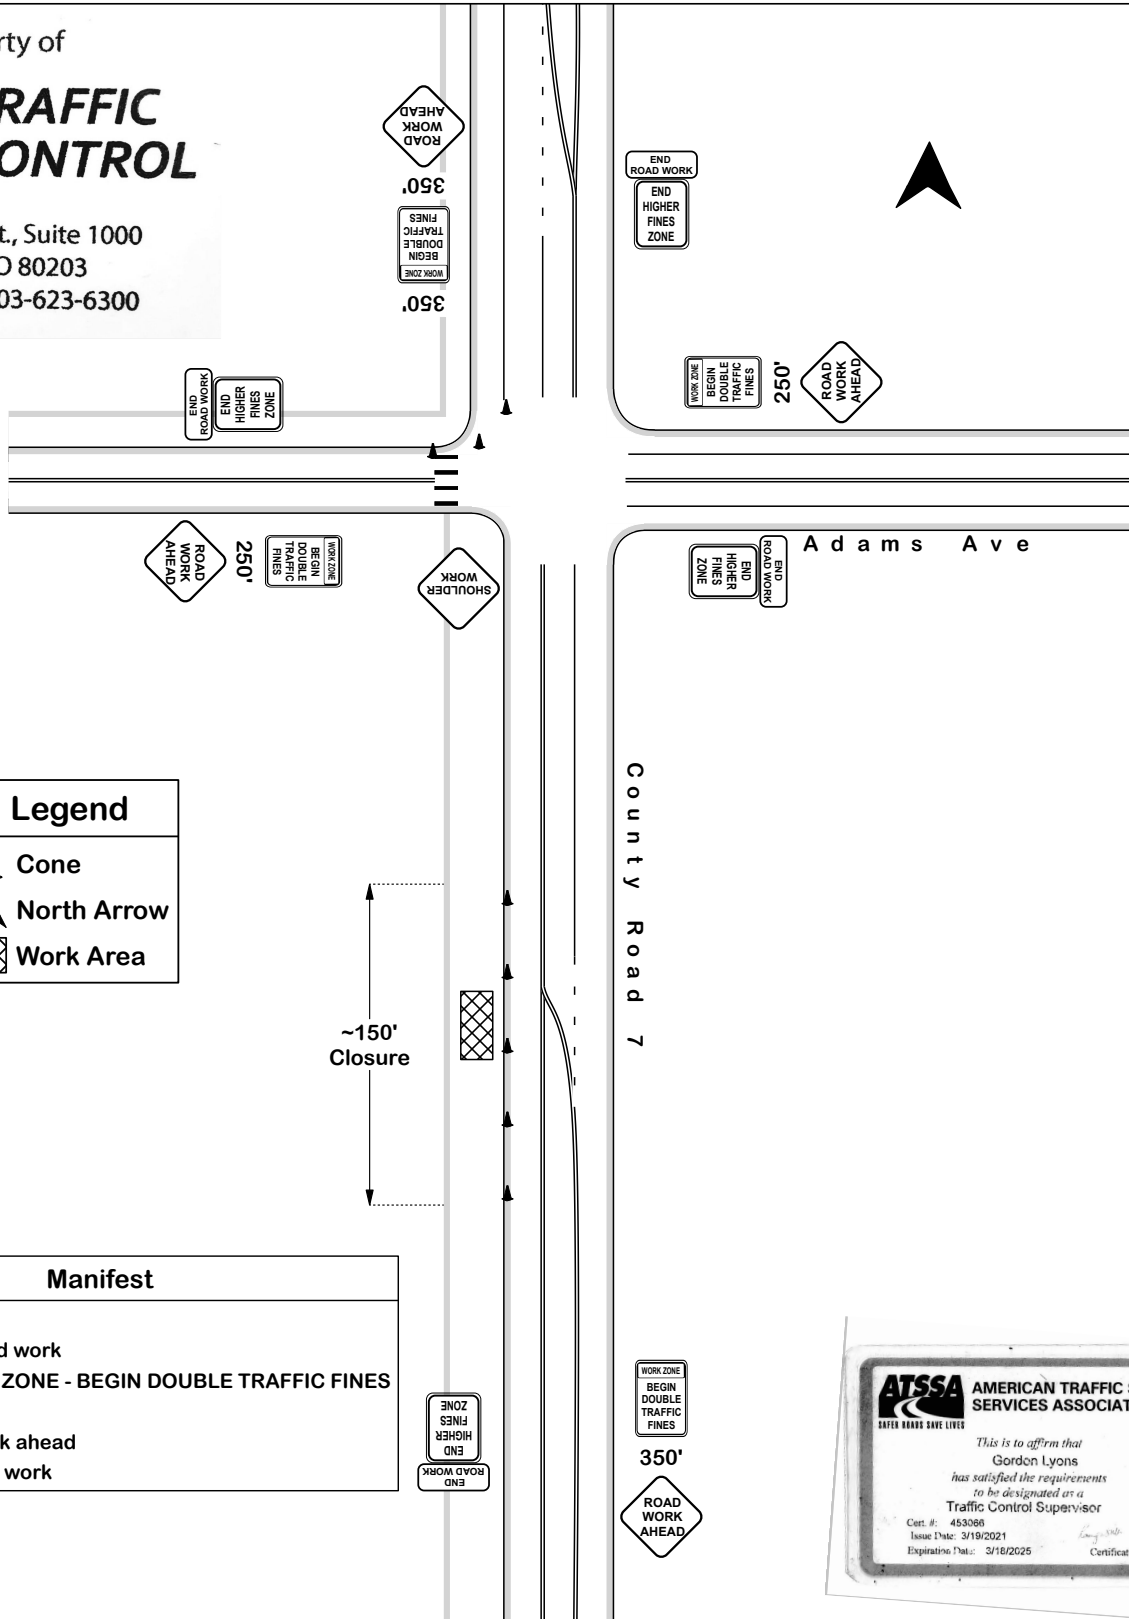 rty of
RAFFIC
ONTROL
t., Suite 1000
O 80203
03-623-6300
ROAD
WORK
AHEAD
350'
WORK ZONE
BEGIN
DOUBLE
TRAFFIC
FINES
350'
END
ROAD WORK
END
HIGHER
FINES
ZONE
END
ROAD WORK
END
HIGHER
FINES
ZONE
WORK ZONE
BEGIN
DOUBLE
TRAFFIC
FINES
250'
ROAD
WORK
AHEAD
ROAD
WORK
AHEAD
250'
WORK ZONE
BEGIN
DOUBLE
TRAFFIC
FINES
SHOULDER
WORK
END
ROAD WORK
END
HIGHER
FINES
ZONE
Adams Ave
County Road 7
Legend
Cone
North Arrow
Work Area
~150'
Closure
Manifest
d work
ZONE - BEGIN DOUBLE TRAFFIC FINES
k ahead
work
END
ROAD WORK
END
HIGHER
FINES
ZONE
WORK ZONE
BEGIN
DOUBLE
TRAFFIC
FINES
350'
ROAD
WORK
AHEAD
ATSSA
SAFER ROADS SAVE LIVES
AMERICAN TRAFFIC S
SERVICES ASSOCIAT
This is to affirm that
Gordon Lyons
has satisfied the requirements
to be designated as a
Traffic Control Supervisor
Cert. #: 453066
Issue Date: 3/19/2021
Expiration Date: 3/18/2025
Certificat